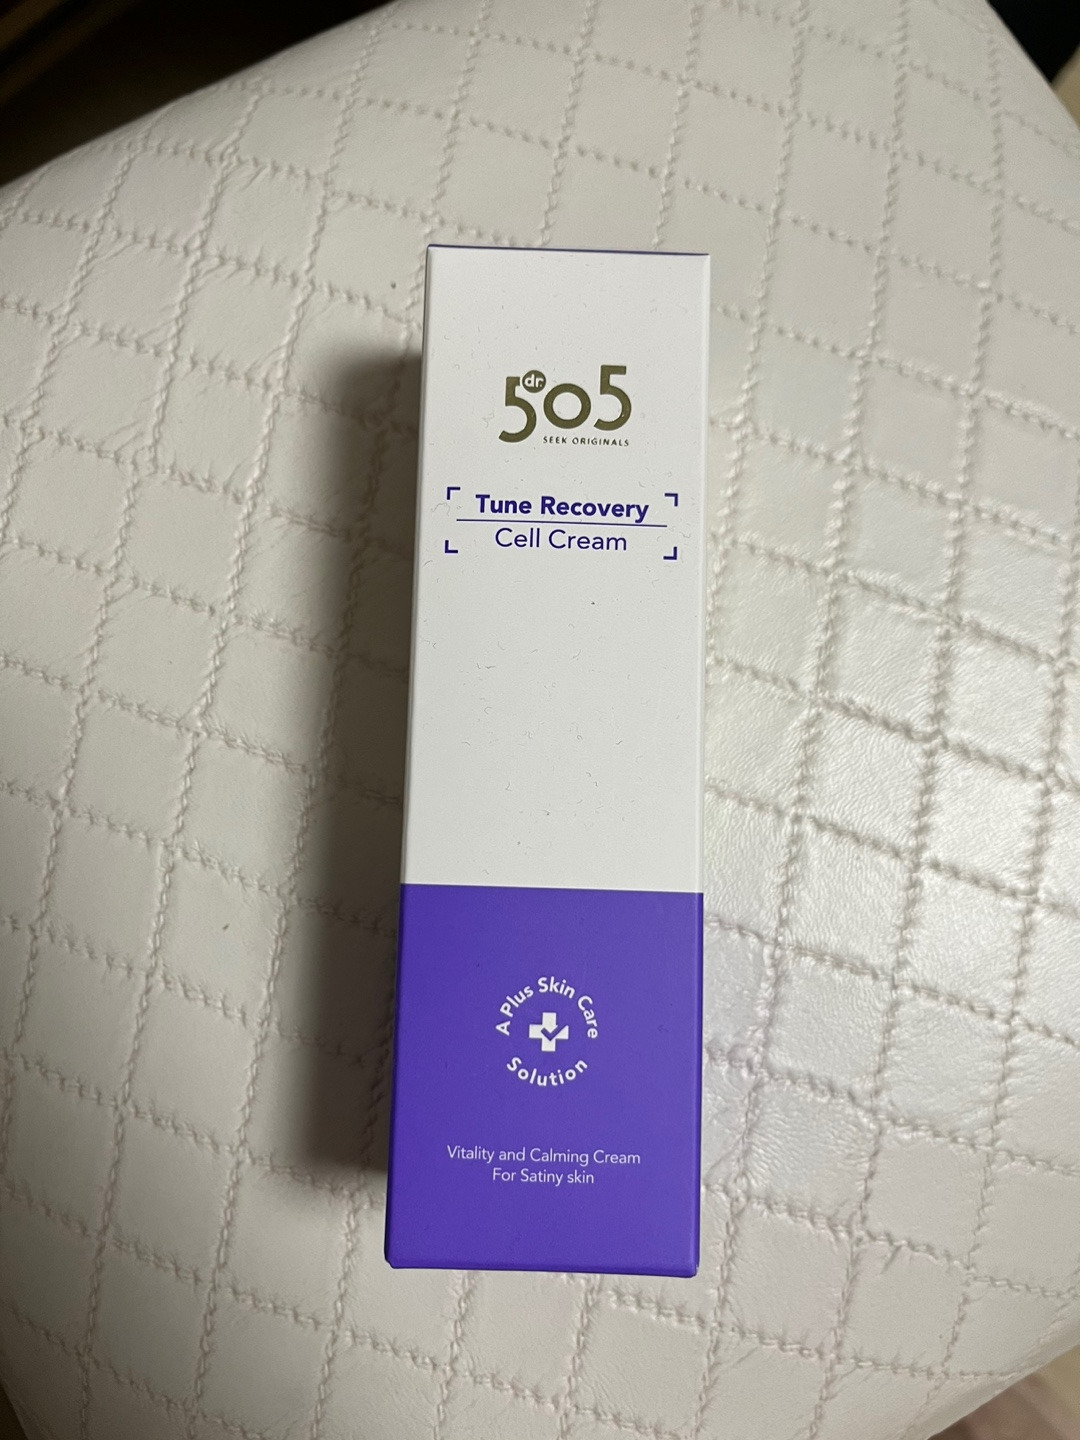 dr. 505
SEEK ORIGINALS
Tune Recovery
Cell Cream
A Plus Skin Care
Solution
Vitality and Calming Cream
For Satiny skin